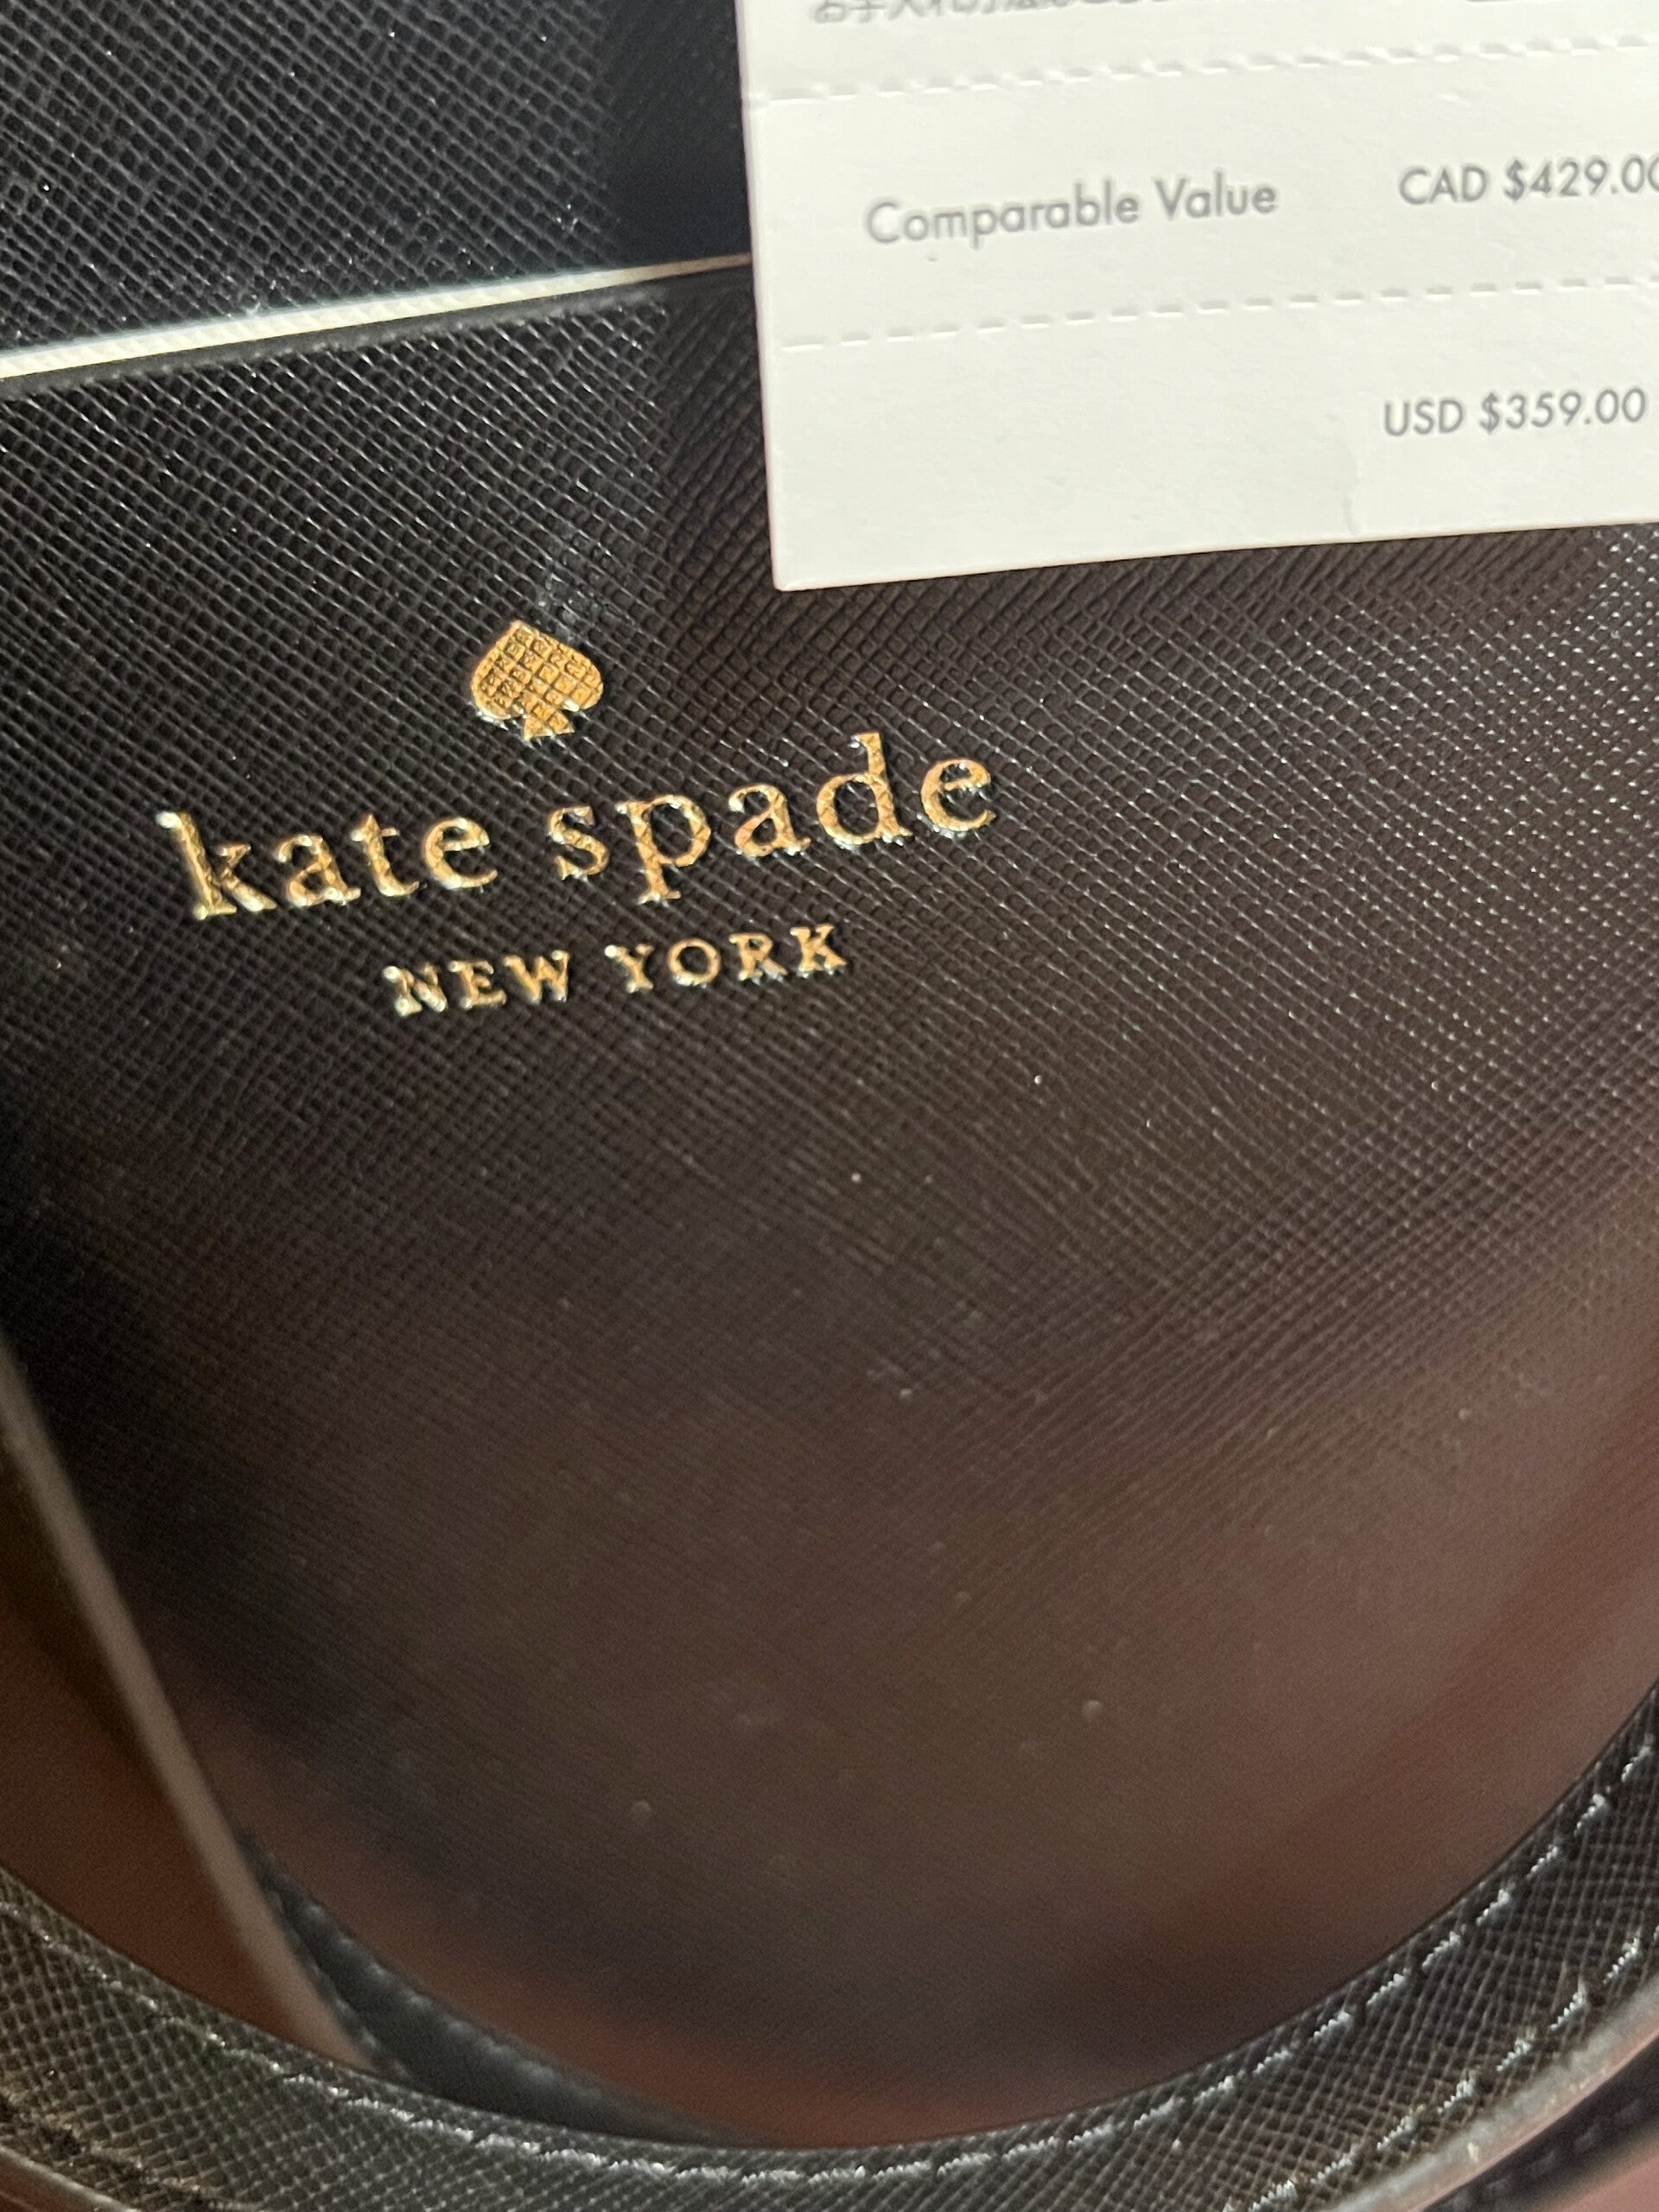 Comparable Value CAD $429.00
USD $359.00
kate spade
NEW YORK